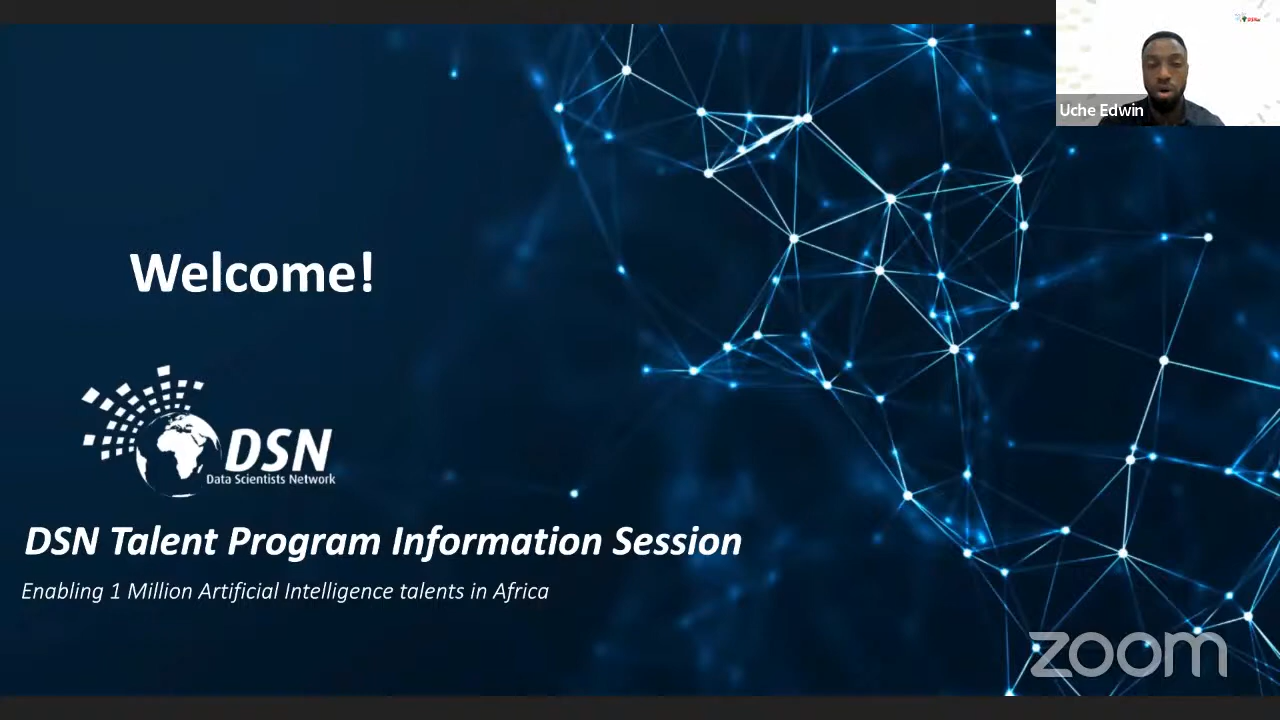 Uche Edwin
Welcome!
DSN
Data Scientists Network
DSN Talent Program Information Session
Enabling 1 Million Artificial Intelligence talents in Africa
zoom